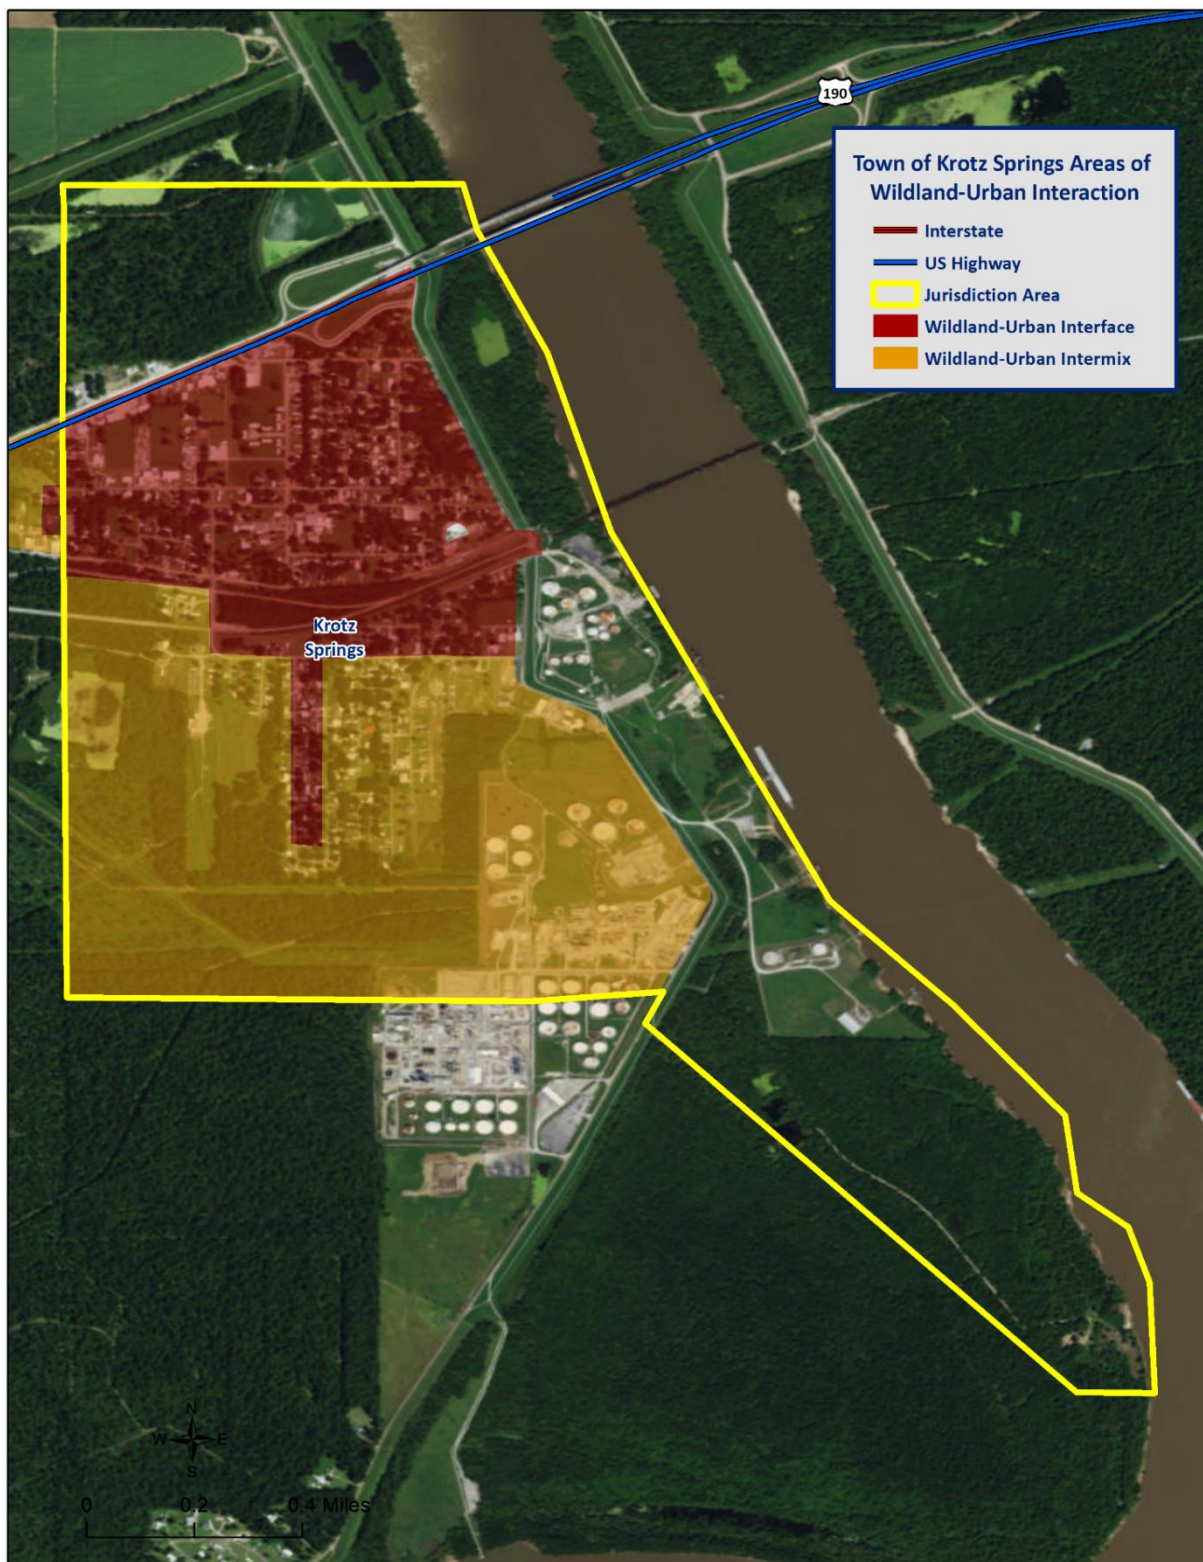 190
Town of Krotz Springs Areas of
Wildland-Urban Interaction
Interstate
US Highway
Jurisdiction Area
Wildland-Urban Interface
Wildland-Urban Intermix
Krotz
Springs
N
W E
S
0 0.2 0.4 Miles